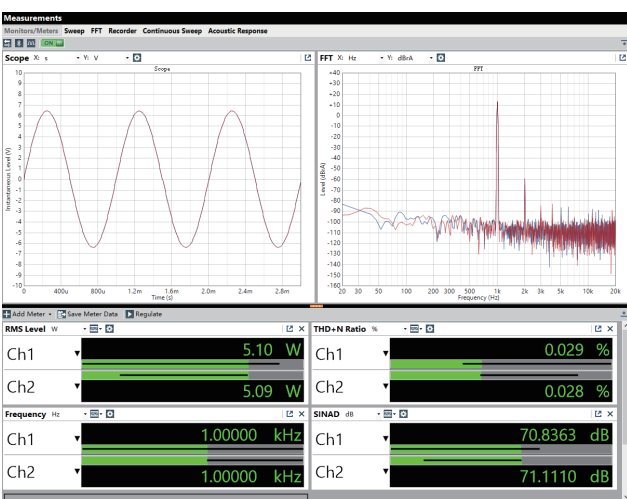 Measurements
Monitors/Meters Sweep FFT Recorder Continuous Sweep Acoustic Response
ON
Scope X: s Y: V
FFT X: Hz Y: dBrA
Scope
Instantaneous Level (V)
10
9
8
7
6
5
4
3
2
1
0
-1
-2
-3
-4
-5
-6
-7
-8
-9
-10
0 400u 800u 1.2m 1.6m 2.0m 2.4m 2.8m
Time (s)
FFT
Level (dBrA)
+40
+30
+20
+10
0
-10
-20
-30
-40
-50
-60
-70
-80
-90
-100
-110
-120
-130
-140
-150
-160
20 30 50 100 200 300 500 1k 2k 3k 5k 10k 20k
Frequency (Hz)
Add Meter Save Meter Data Regulate
RMS Level W
Ch1 5.10 W
Ch2 5.09 W
THD+N Ratio %
Ch1 0.029 %
Ch2 0.028 %
Frequency Hz
Ch1 1.00000 kHz
Ch2 1.00000 kHz
SINAD dB
Ch1 70.8363 dB
Ch2 71.1110 dB